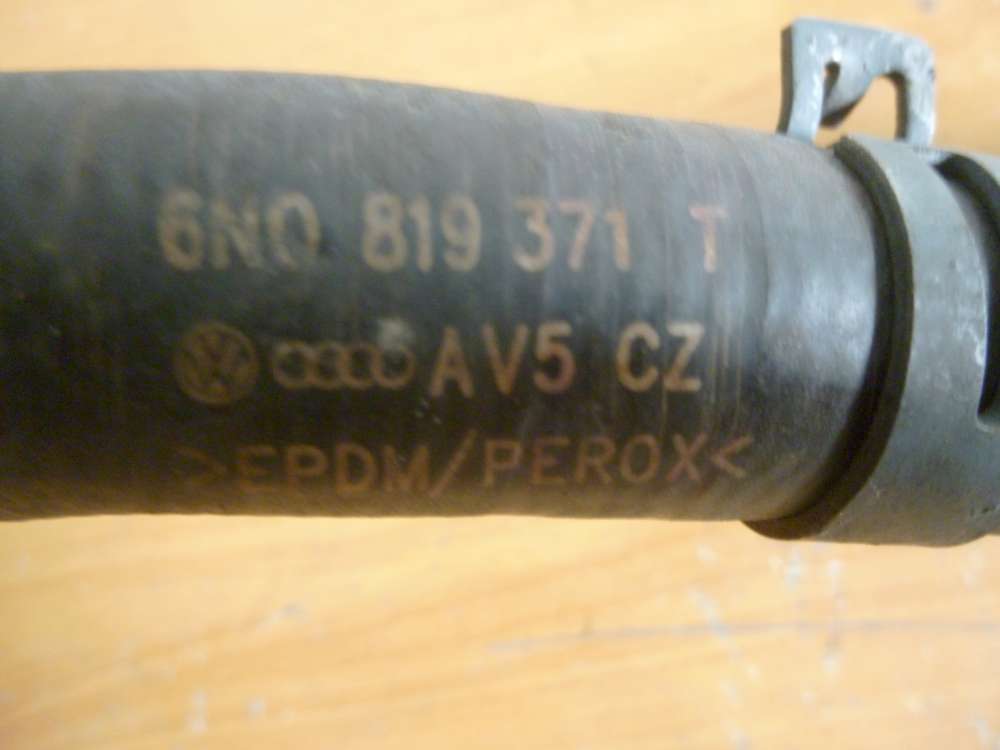 6N0 819 371 T
AV5 CZ
>EPDM/PEROX<